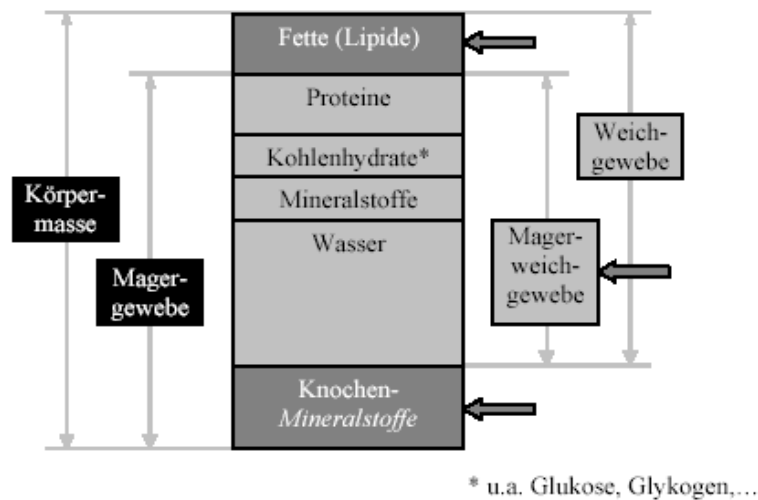 Fette (Lipide)
Proteine
Kohlenhydrate*
Mineralstoffe
Wasser
Knochen-
Mineralstoffe
Körper-
masse
Mager-
gewebe
Weich-
gewebe
Mager-
weich-
gewebe
* u.a. Glukose, Glykogen,...